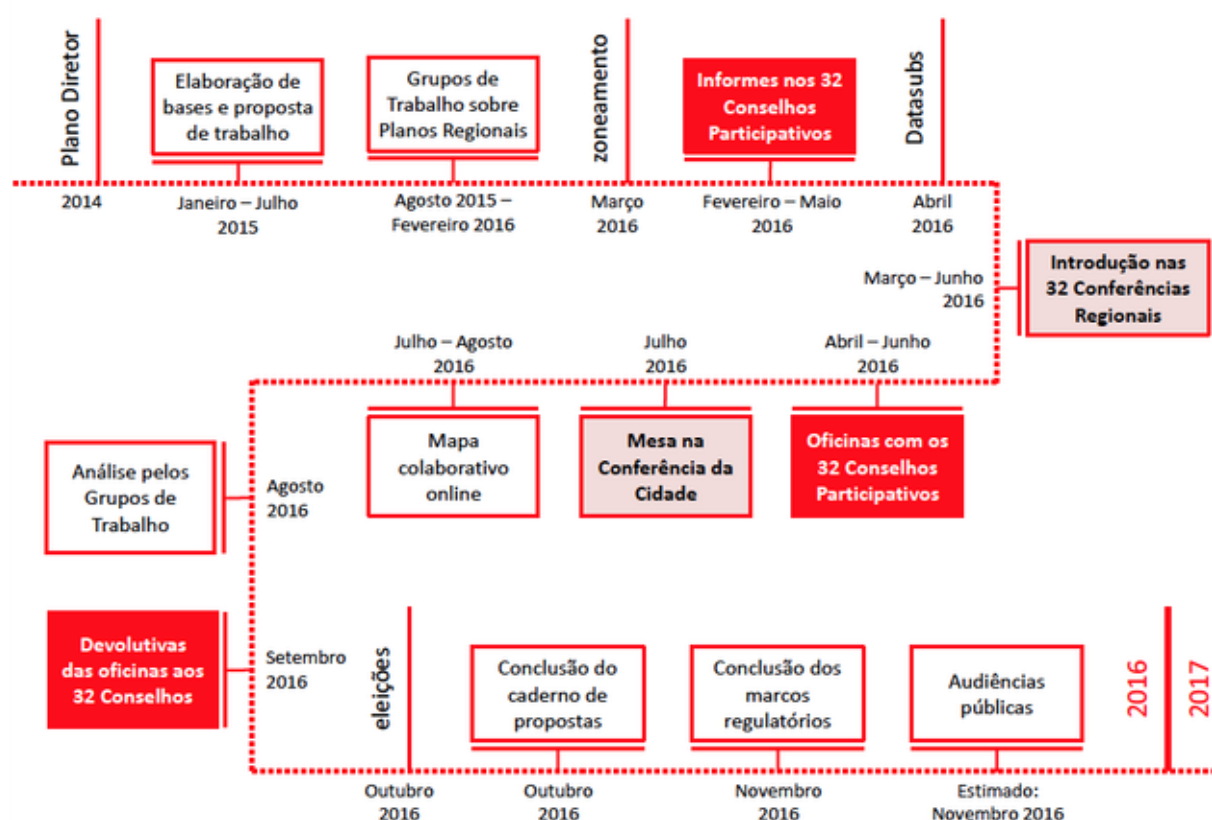 Plano Diretor
2014
Elaboração de
bases e proposta
de trabalho
Janeiro – Julho
2015
Grupos de
Trabalho sobre
Planos Regionais
Agosto 2015 –
Fevereiro 2016
zoneamento
Março
2016
Informes nos 32
Conselhos
Participativos
Fevereiro – Maio
2016
Datasubs
Abril
2016
Março – Junho
2016
Introdução nas
32 Conferências
Regionais
Abril – Junho
2016
Oficinas com os
32 Conselhos
Participativos
Julho
2016
Mesa na
Conferência da
Cidade
Julho – Agosto
2016
Mapa
colaborativo
online
Análise pelos
Grupos de
Trabalho
Agosto
2016
Devolutivas
das oficinas aos
32 Conselhos
Setembro
2016
eleições
Outubro
2016
Conclusão do
caderno de
propostas
Outubro
2016
Conclusão dos
marcos
regulatórios
Novembro
2016
Audiências
públicas
Estimado:
Novembro 2016
2016
2017